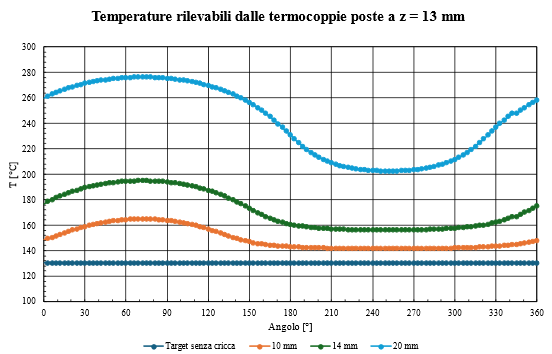 Temperature rilevabili dalle termocoppie poste a z = 13 mm
300
280
260
240
220
200
180
160
140
120
100
T [°C]
0 30 60 90 120 150 180 210 240 270 300 330 360
Angolo [°]
Target senza cricca 10 mm 14 mm 20 mm